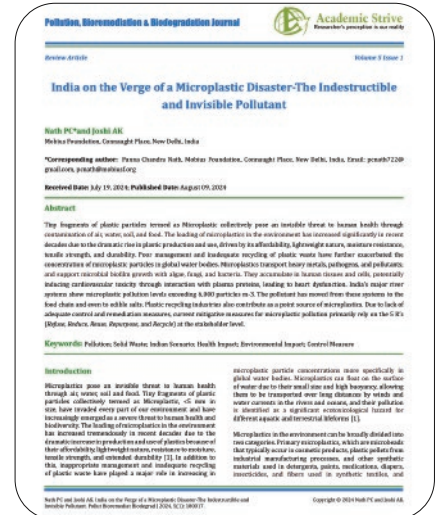 Pollution, Bioremediation & Biodegradation Journal
Academic Strive
Researcher's perception is our reality
Review Article
Volume 5 Issue 1
India on the Verge of a Microplastic Disaster-The Indestructible
and Invisible Pollutant
Nath PC*and Joshi AK
Mobius Foundation, Connaught Place, New Delhi, India
*Corresponding author: Panna Chandra Nath, Mobius Foundation, Connaught Place, New Delhi, India, Email: pcnath722@
gmail.com, pcnath@mobiusf.org
Received Date: July 19, 2024; Published Date: August 09, 2024
Abstract
Tiny fragments of plastic particles termed as Microplastic collectively pose an invisible threat to human health through
contamination of air, water, soil, and food. The loading of microplastics in the environment has increased significantly in recent
decades due to the dramatic rise in plastic production and use, driven by its affordability, lightweight nature, moisture resistance,
tensile strength, and durability. Poor management and inadequate recycling of plastic waste have further exacerbated the
concentration of microplastic particles in global water bodies. Microplastics transport heavy metals, pathogens, and pollutants;
and support microbial biofilm growth with algae, fungi, and bacteria. They accumulate in human tissues and cells, potentially
inducing cardiovascular toxicity through interaction with plasma proteins, leading to heart dysfunction. India's major river
systems show microplastic pollution levels exceeding 6,800 particles m-3. The pollutant has moved from these systems to the
food chain and even to edible salts. Plastic recycling industries also contribute as a point source of microplastics. Due to lack of
adequate control and remediation measures, current mitigative measures for microplastic pollution primarily rely on the 5 R's
(Refuse, Reduce, Reuse, Repurpose, and Recycle) at the stakeholder level.
Keywords: Pollution; Solid Waste; Indian Scenario; Health Impact; Environmental Impact; Control Measure
Introduction
Microplastics pose an invisible threat to human health
through air, water, soil and food. Tiny fragments of plastic
particles collectively termed as Microplastic, <5 mm in
size, have invaded every part of our environment and have
increasingly emerged as a severe threat to human health and
biodiversity. The loading of microplastics in the environment
has increased tremendously in recent decades due to the
dramatic increase in production and use of plastics because of
their affordability, lightweight nature, resistance to moisture,
tensile strength, and extended durability [1]. In addition to
this, inappropriate management and inadequate recycling
of plastic waste have played a major role in increasing in
microplastic particle concentrations more specifically in
global water bodies. Microplastics can float on the surface
of water due to their small size and high buoyancy, allowing
them to be transported over long distances by winds and
water currents in the rivers and oceans, and their pollution
is identified as a significant ecotoxicological hazard for
different aquatic and terrestrial lifeforms [1].
Microplastics in the environment can be broadly divided into
two categories. Primary microplastics, which are microbeads
that typically occur in cosmetic products, plastic pellets from
industrial manufacturing processes, and other synthetic
materials used in detergents, paints, medications, diapers,
insecticides, and fibers used in synthetic textiles, and
Nath PC and Joshi AK. India on the Verge of a Microplastic Disaster-The Indestructible and
Invisible Pollutant. Pollut Bioremediat Biodegrad 2024, 5(1): 180017.
Copyright © 2024 Nath PC and Joshi AK.